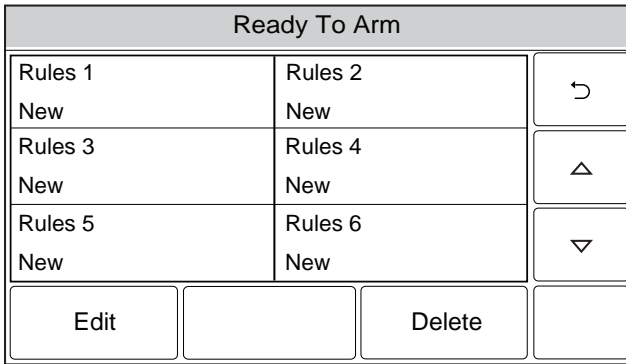 Ready To Arm
Rules 1
New
Rules 2
New
Rules 3
New
Rules 4
New
Rules 5
New
Rules 6
New
Edit
Delete